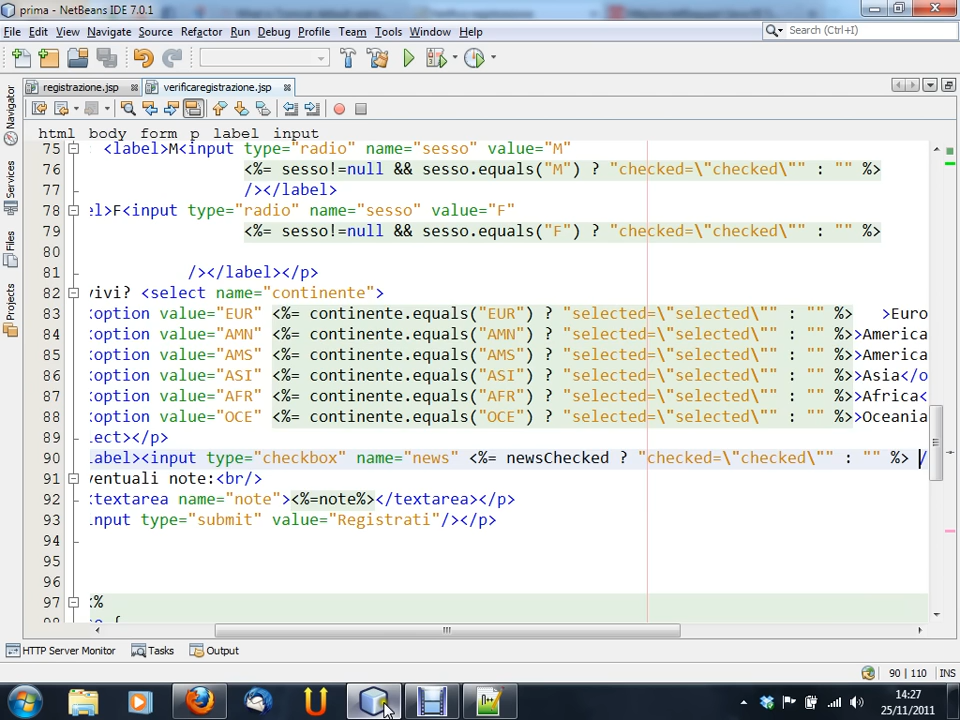 prima - NetBeans IDE 7.0.1
File Edit View Navigate Source Refactor Run Debug Profile Team Tools Window Help
Search (Ctrl+I)
registrazione.jsp verificaregistrazione.jsp
html body form p label input
Navigator
Services
Files
Projects
75 : <label>M<input type="radio" name="sesso" value="M"
76 <%= sesso!=null && sesso.equals("M") ? "checked=\"checked\"" : "" %>
77 /></label>
78 el>F<input type="radio" name="sesso" value="F"
79 <%= sesso!=null && sesso.equals("F") ? "checked=\"checked\"" : "" %>
80
81 /></label></p>
82 vivi? <select name="continente">
83 <option value="EUR" <%= continente.equals("EUR") ? "selected=\"selected\"" : "" %> >Euro
84 <option value="AMN" <%= continente.equals("AMN") ? "selected=\"selected\"" : "" %>>America
85 <option value="AMS" <%= continente.equals("AMS") ? "selected=\"selected\"" : "" %>>America
86 <option value="ASI" <%= continente.equals("ASI") ? "selected=\"selected\"" : "" %>>Asia</o
87 <option value="AFR" <%= continente.equals("AFR") ? "selected=\"selected\"" : "" %>>Africa<
88 <option value="OCE" <%= continente.equals("OCE") ? "selected=\"selected\"" : "" %>>Oceania
89 lect></p>
90 label><input type="checkbox" name="news" <%= newsChecked ? "checked=\"checked\"" : "" %> /
91 ventuali note:<br/>
92 <textarea name="note"><%=note%></textarea></p>
93 input type="submit" value="Registrati"/></p>
94
95
96
97 <%
HTTP Server Monitor Tasks Output
90 | 110 INS
14:27
25/11/2011